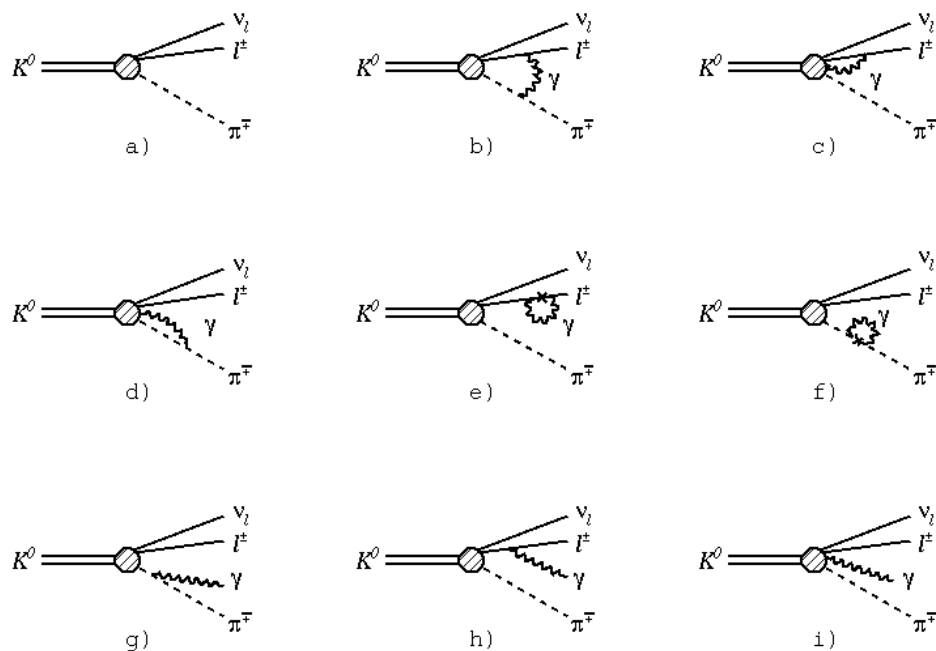 K⁰ ν_l l^± π^∓
a)
K⁰ ν_l l^± γ π^∓
b)
K⁰ ν_l l^± γ π^∓
c)
K⁰ ν_l l^± γ π^∓
d)
K⁰ ν_l l^± γ π^∓
e)
K⁰ ν_l l^± γ π^∓
f)
K⁰ ν_l l^± γ π^∓
g)
K⁰ ν_l l^± γ π^∓
h)
K⁰ ν_l l^± γ π^∓
i)